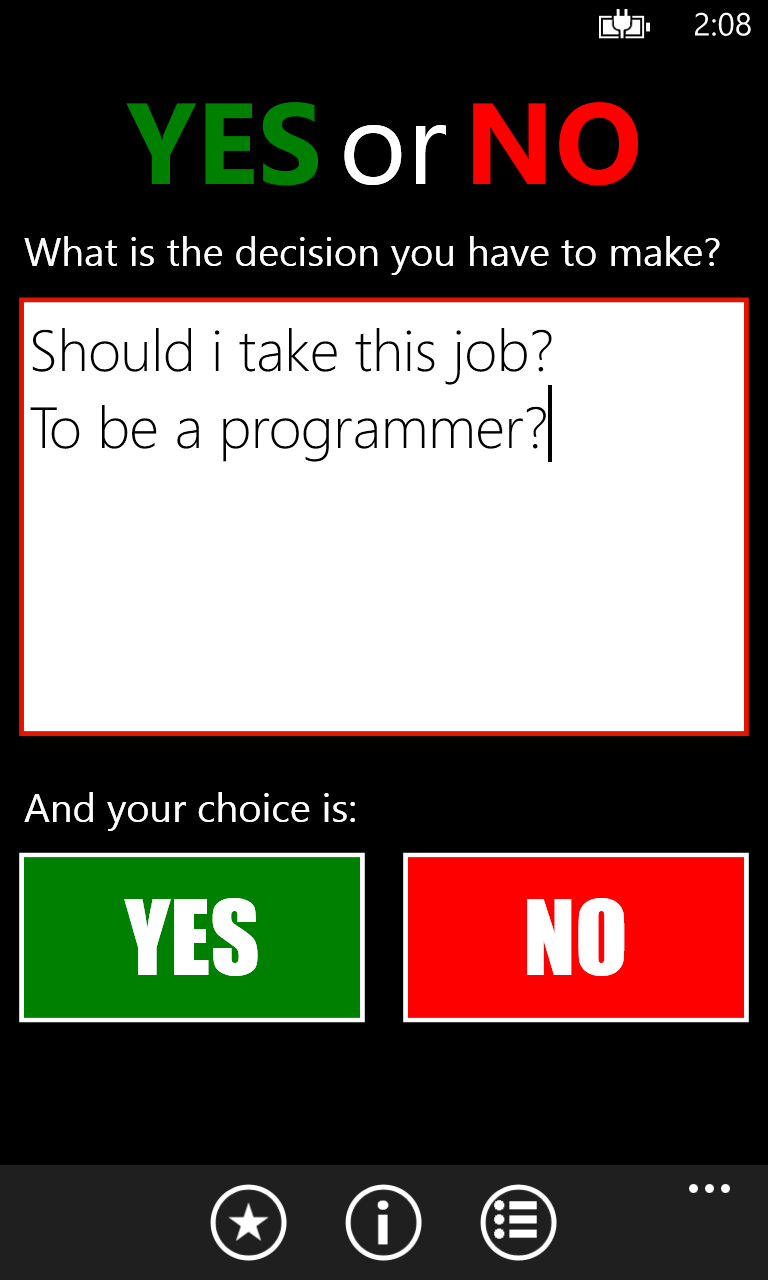 2:08
YES or NO
What is the decision you have to make?
Should i take this job?
To be a programmer?
And your choice is:
YES NO